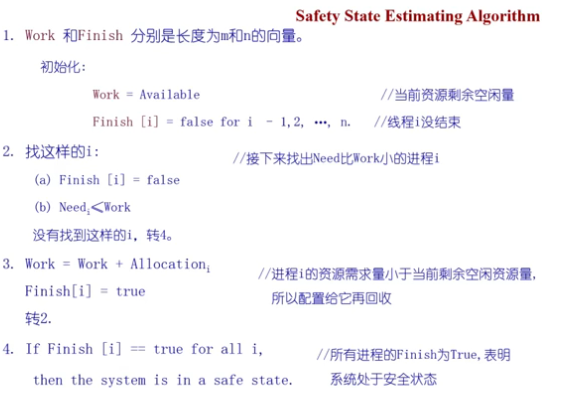 Safety State Estimating Algorithm
1. Work 和Finish 分别是长度为m和n的向量。
初始化:
Work = Available //当前资源剩余空闲量
Finish [i] = false for i - 1,2, …, n. //线程i没结束
2. 找这样的i: //接下来找出Need比Work小的进程i
(a) Finish [i] = false
(b) Needi≤Work
没有找到这样的i, 转4。
3. Work = Work + Allocationi //进程i的资源需求量小于当前剩余空闲资源量,
Finish[i] = true 所以配置给它再回收
转2.
4. If Finish [i] == true for all i, //所有进程的Finish为True,表明
then the system is in a safe state. 系统处于安全状态